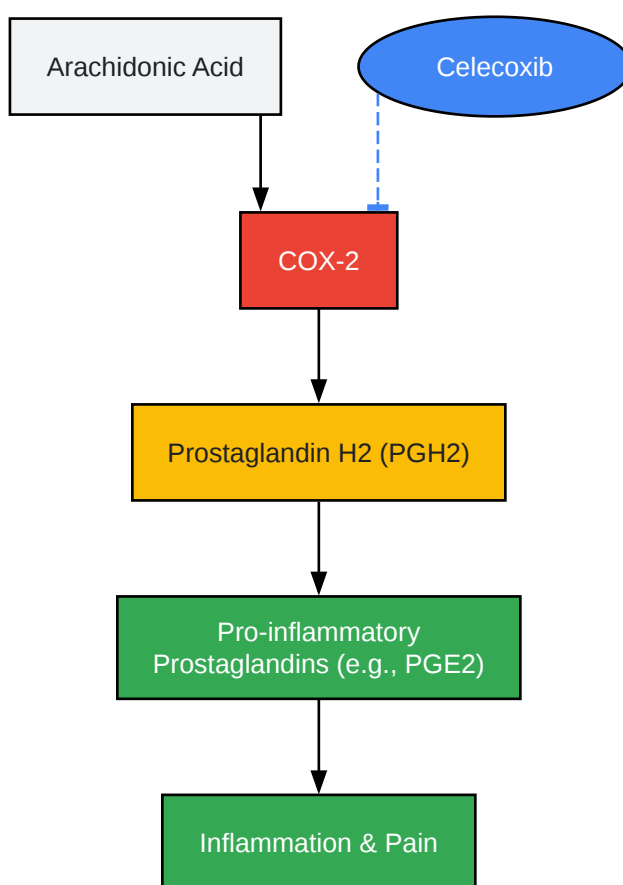 Arachidonic Acid
Celecoxib
COX-2
Prostaglandin H2 (PGH2)
Pro-inflammatory
Prostaglandins (e.g., PGE2)
Inflammation & Pain